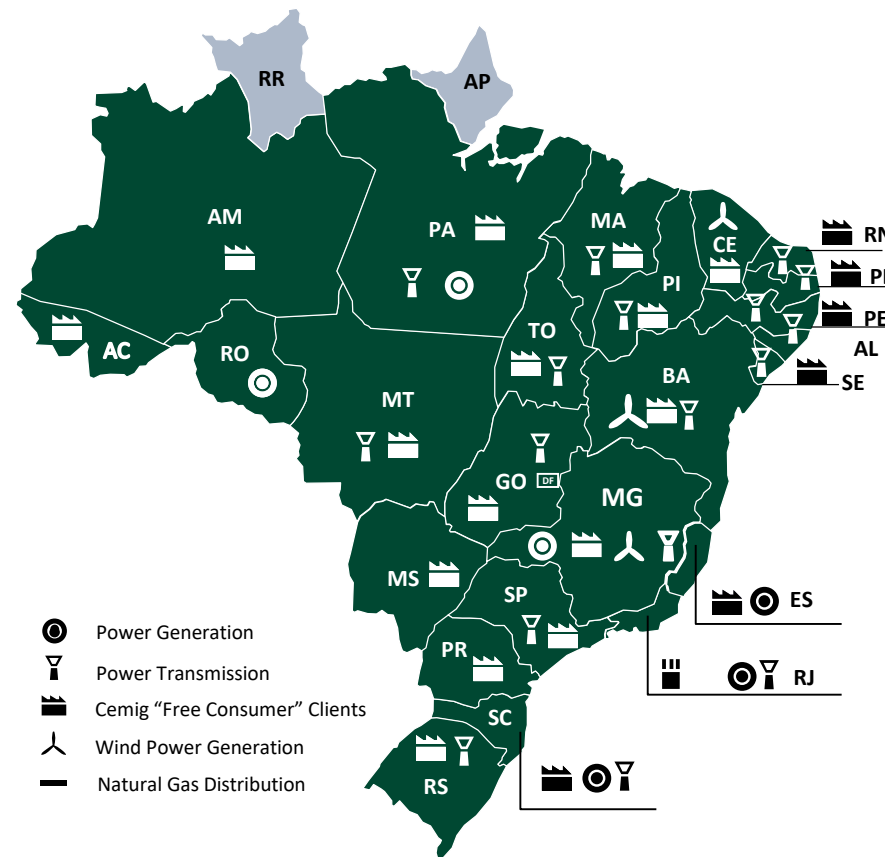 RR
AP
AM
PA
MA
CE
RN
PI
PE
AL
SE
AC
RO
TO
BA
MT
GO
DF
MG
MS
SP
ES
PR
RJ
SC
RS
Power Generation
Power Transmission
Cemig “Free Consumer” Clients
Wind Power Generation
Natural Gas Distribution